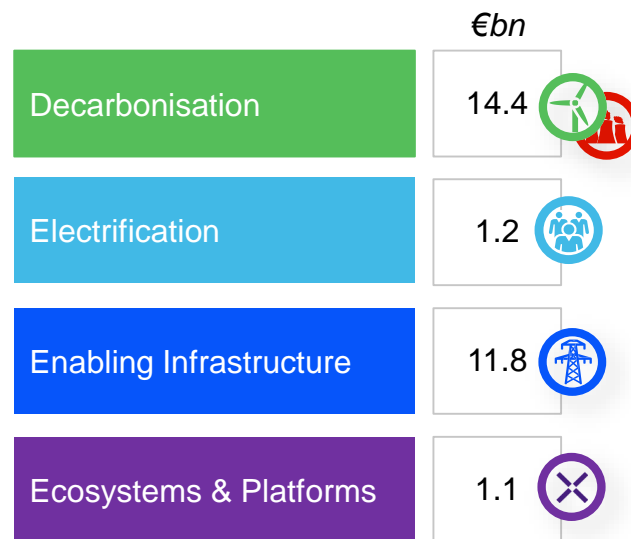 €bn
Decarbonisation 14.4
Electrification 1.2
Enabling Infrastructure 11.8
Ecosystems & Platforms 1.1